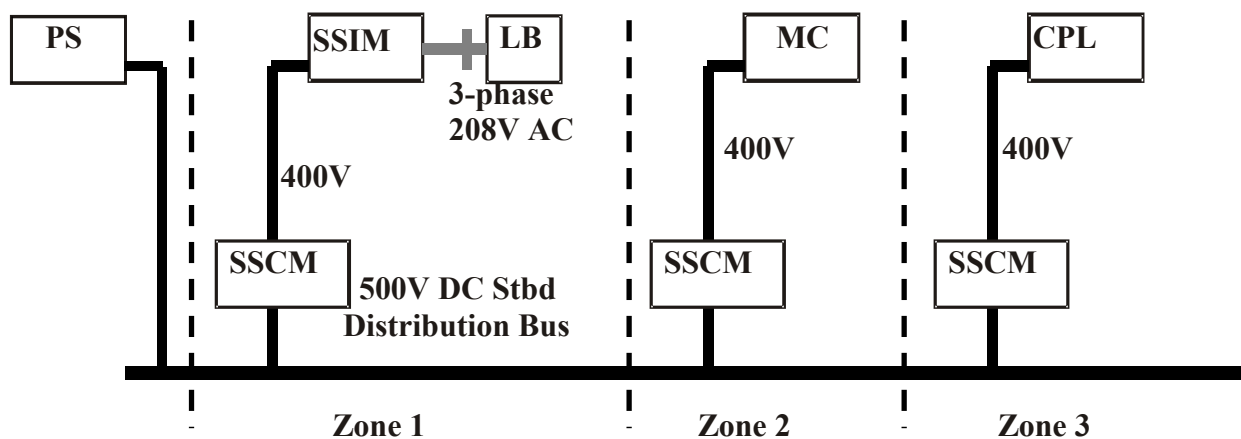 PS
SSIM
LB
MC
CPL
3-phase
208V AC
400V
400V
400V
SSCM
SSCM
SSCM
500V DC Stbd
Distribution Bus
Zone 1
Zone 2
Zone 3